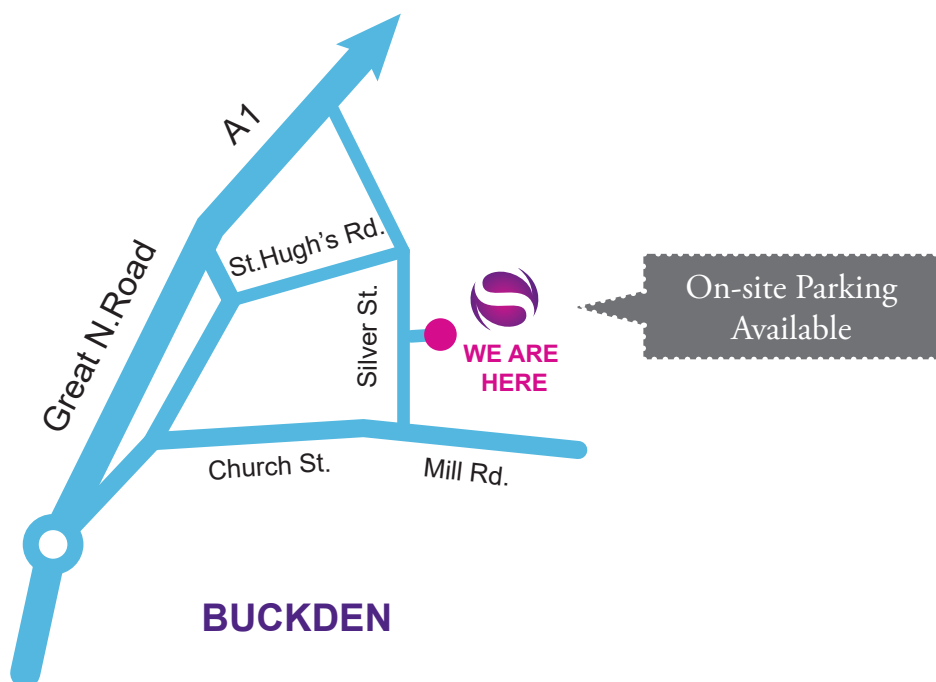 A1
Great N.Road
St.Hugh's Rd.
Silver St.
WE ARE
HERE
On-site Parking
Available
Church St.
Mill Rd.
BUCKDEN